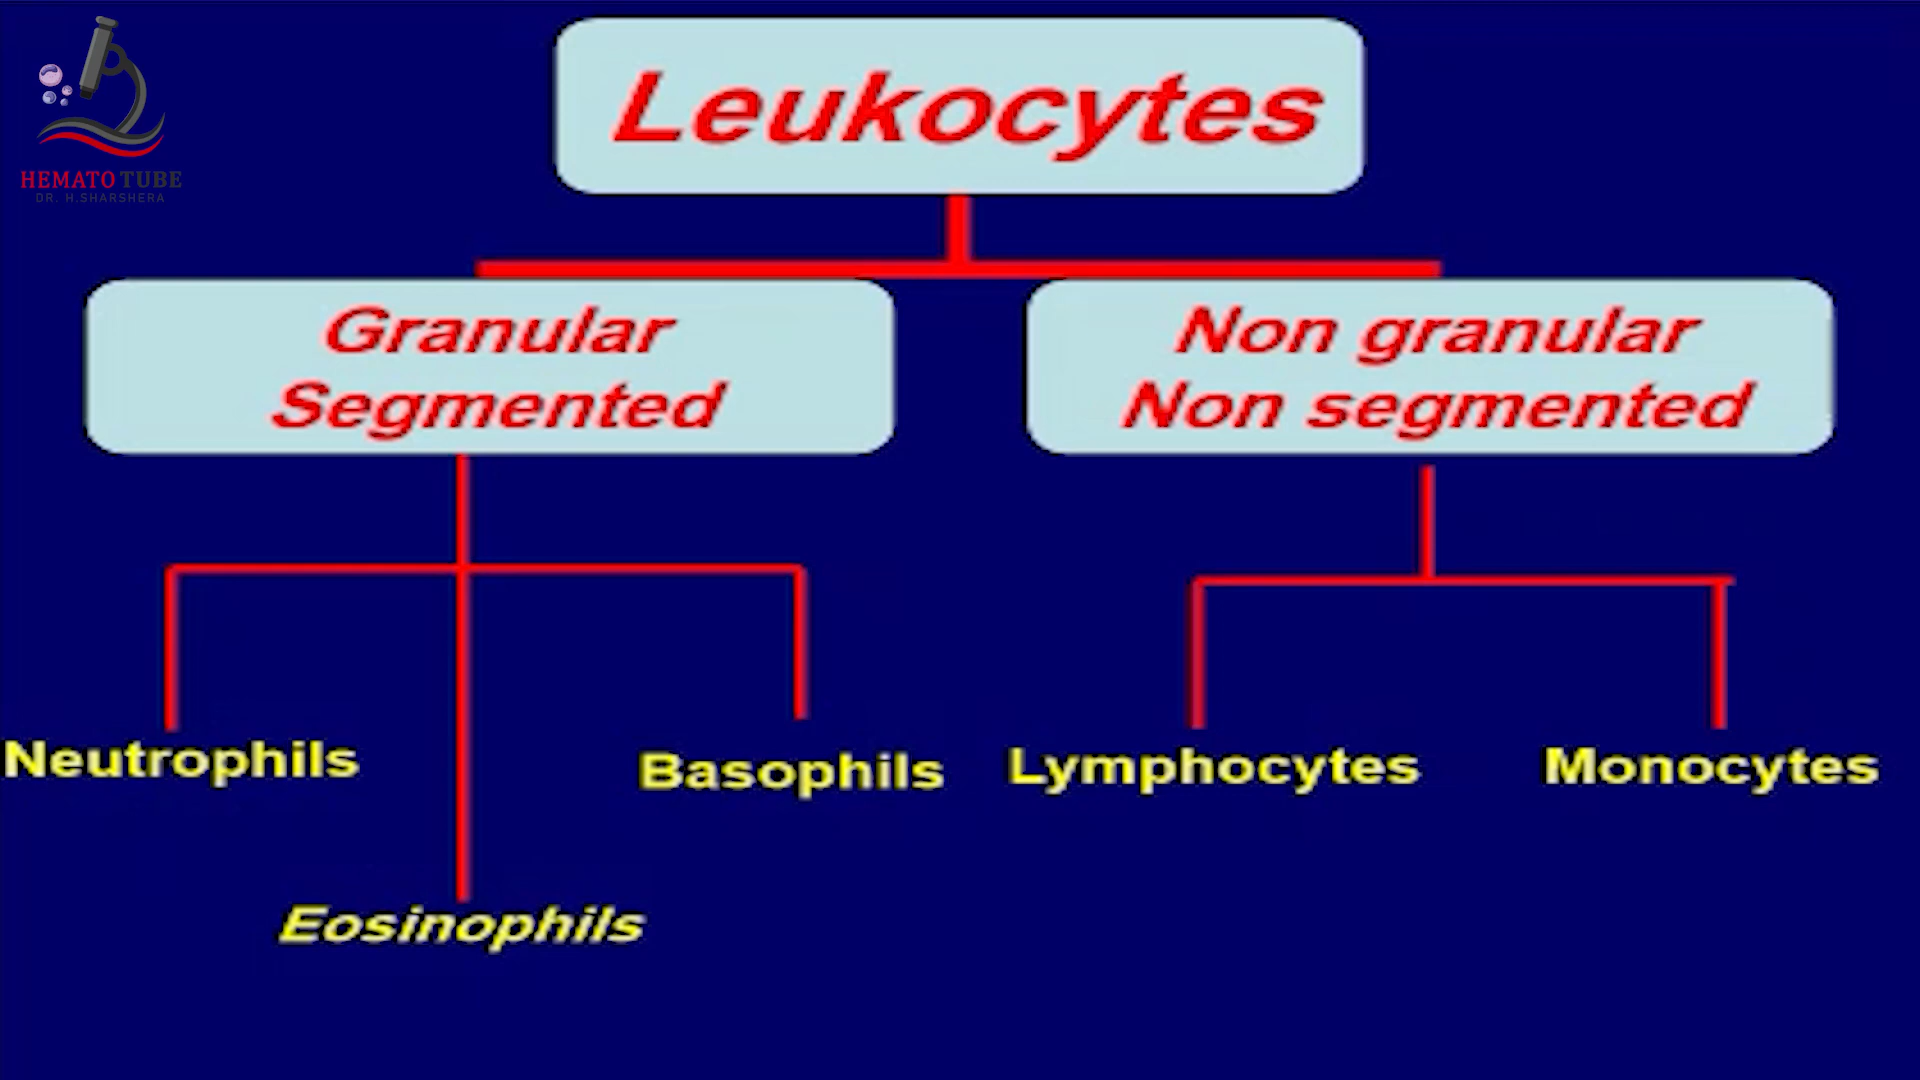 HEMATO TUBE
DR. H.SHARSHERA
Leukocytes
Granular
Segmented
Non granular
Non segmented
Neutrophils
Basophils
Lymphocytes
Monocytes
Eosinophils